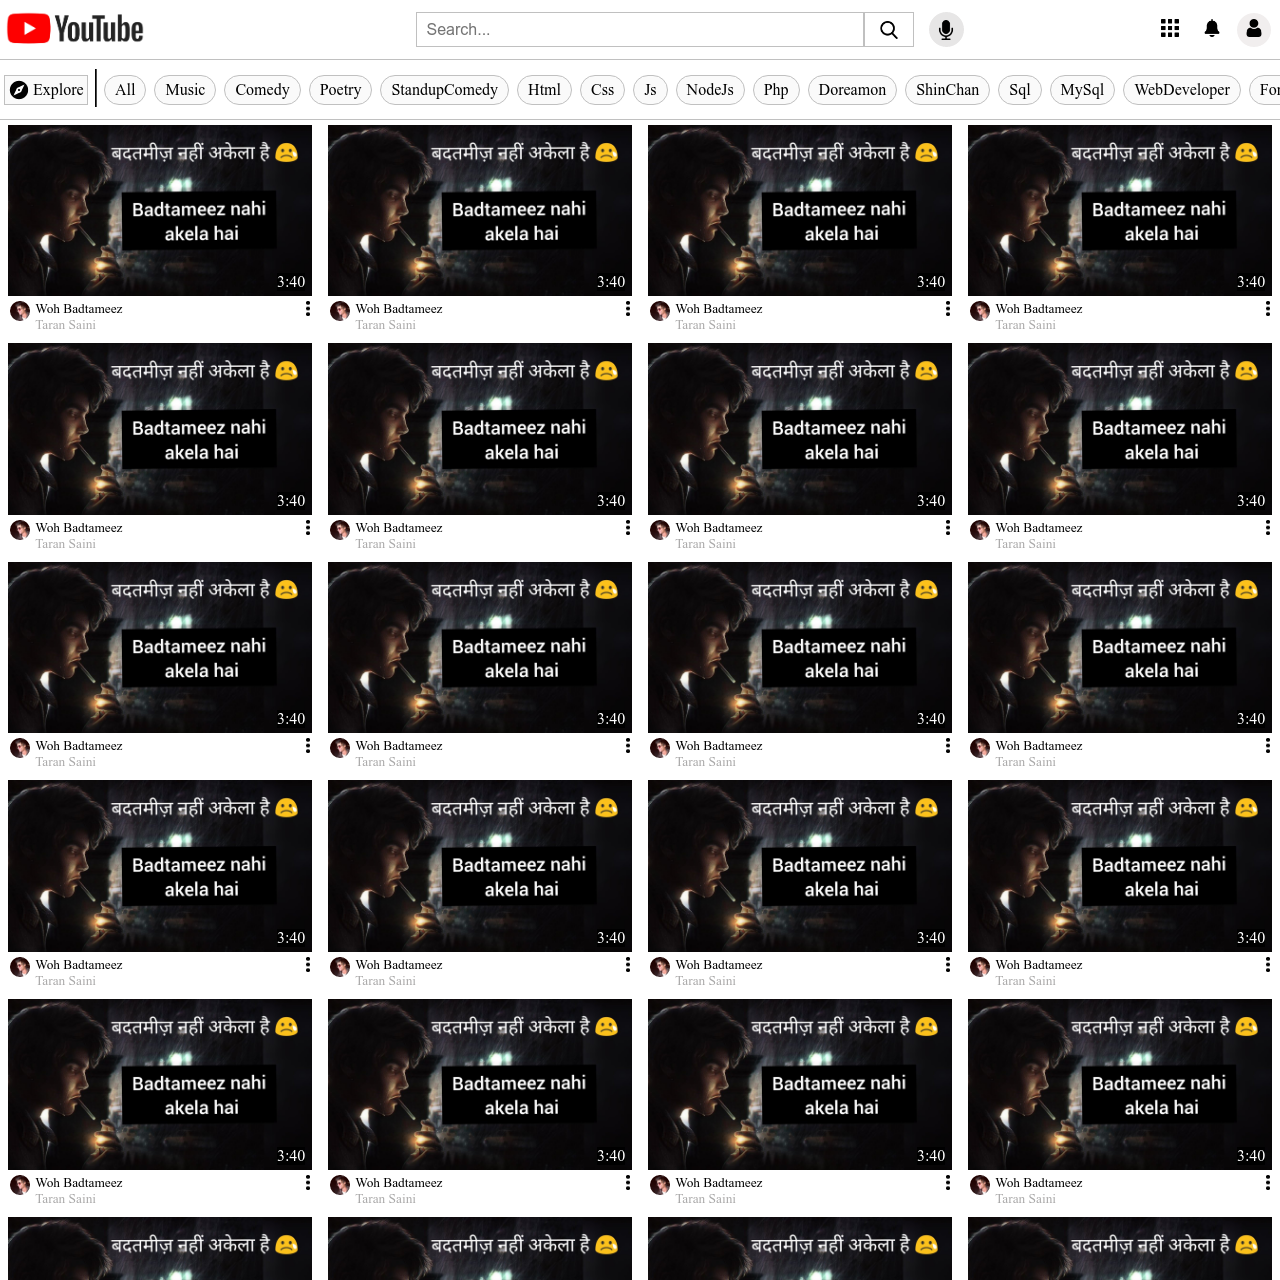 YouTube
Search...
Explore All Music Comedy Poetry StandupComedy Html Css Js NodeJs Php Doreamon ShinChan Sql MySql WebDeveloper For
बदतमीज़ नहीं अकेला है बदतमीज़ नहीं अकेला है बदतमीज़ नहीं अकेला है बदतमीज़ नहीं अकेला है
Badtameez nahi Badtameez nahi Badtameez nahi Badtameez nahi
akela hai akela hai akela hai akela hai
3:40 3:40 3:40 3:40
Woh Badtameez Woh Badtameez Woh Badtameez Woh Badtameez
Taran Saini Taran Saini Taran Saini Taran Saini
बदतमीज़ नहीं अकेला है बदतमीज़ नहीं अकेला है बदतमीज़ नहीं अकेला है बदतमीज़ नहीं अकेला है
Badtameez nahi Badtameez nahi Badtameez nahi Badtameez nahi
akela hai akela hai akela hai akela hai
3:40 3:40 3:40 3:40
Woh Badtameez Woh Badtameez Woh Badtameez Woh Badtameez
Taran Saini Taran Saini Taran Saini Taran Saini
बदतमीज़ नहीं अकेला है बदतमीज़ नहीं अकेला है बदतमीज़ नहीं अकेला है बदतमीज़ नहीं अकेला है
Badtameez nahi Badtameez nahi Badtameez nahi Badtameez nahi
akela hai akela hai akela hai akela hai
3:40 3:40 3:40 3:40
Woh Badtameez Woh Badtameez Woh Badtameez Woh Badtameez
Taran Saini Taran Saini Taran Saini Taran Saini
बदतमीज़ नहीं अकेला है बदतमीज़ नहीं अकेला है बदतमीज़ नहीं अकेला है बदतमीज़ नहीं अकेला है
Badtameez nahi Badtameez nahi Badtameez nahi Badtameez nahi
akela hai akela hai akela hai akela hai
3:40 3:40 3:40 3:40
Woh Badtameez Woh Badtameez Woh Badtameez Woh Badtameez
Taran Saini Taran Saini Taran Saini Taran Saini
बदतमीज़ नहीं अकेला है बदतमीज़ नहीं अकेला है बदतमीज़ नहीं अकेला है बदतमीज़ नहीं अकेला है
Badtameez nahi Badtameez nahi Badtameez nahi Badtameez nahi
akela hai akela hai akela hai akela hai
3:40 3:40 3:40 3:40
Woh Badtameez Woh Badtameez Woh Badtameez Woh Badtameez
Taran Saini Taran Saini Taran Saini Taran Saini
बदतमीज़ नहीं अकेला है बदतमीज़ नहीं अकेला है बदतमीज़ नहीं अकेला है बदतमीज़ नहीं अकेला है